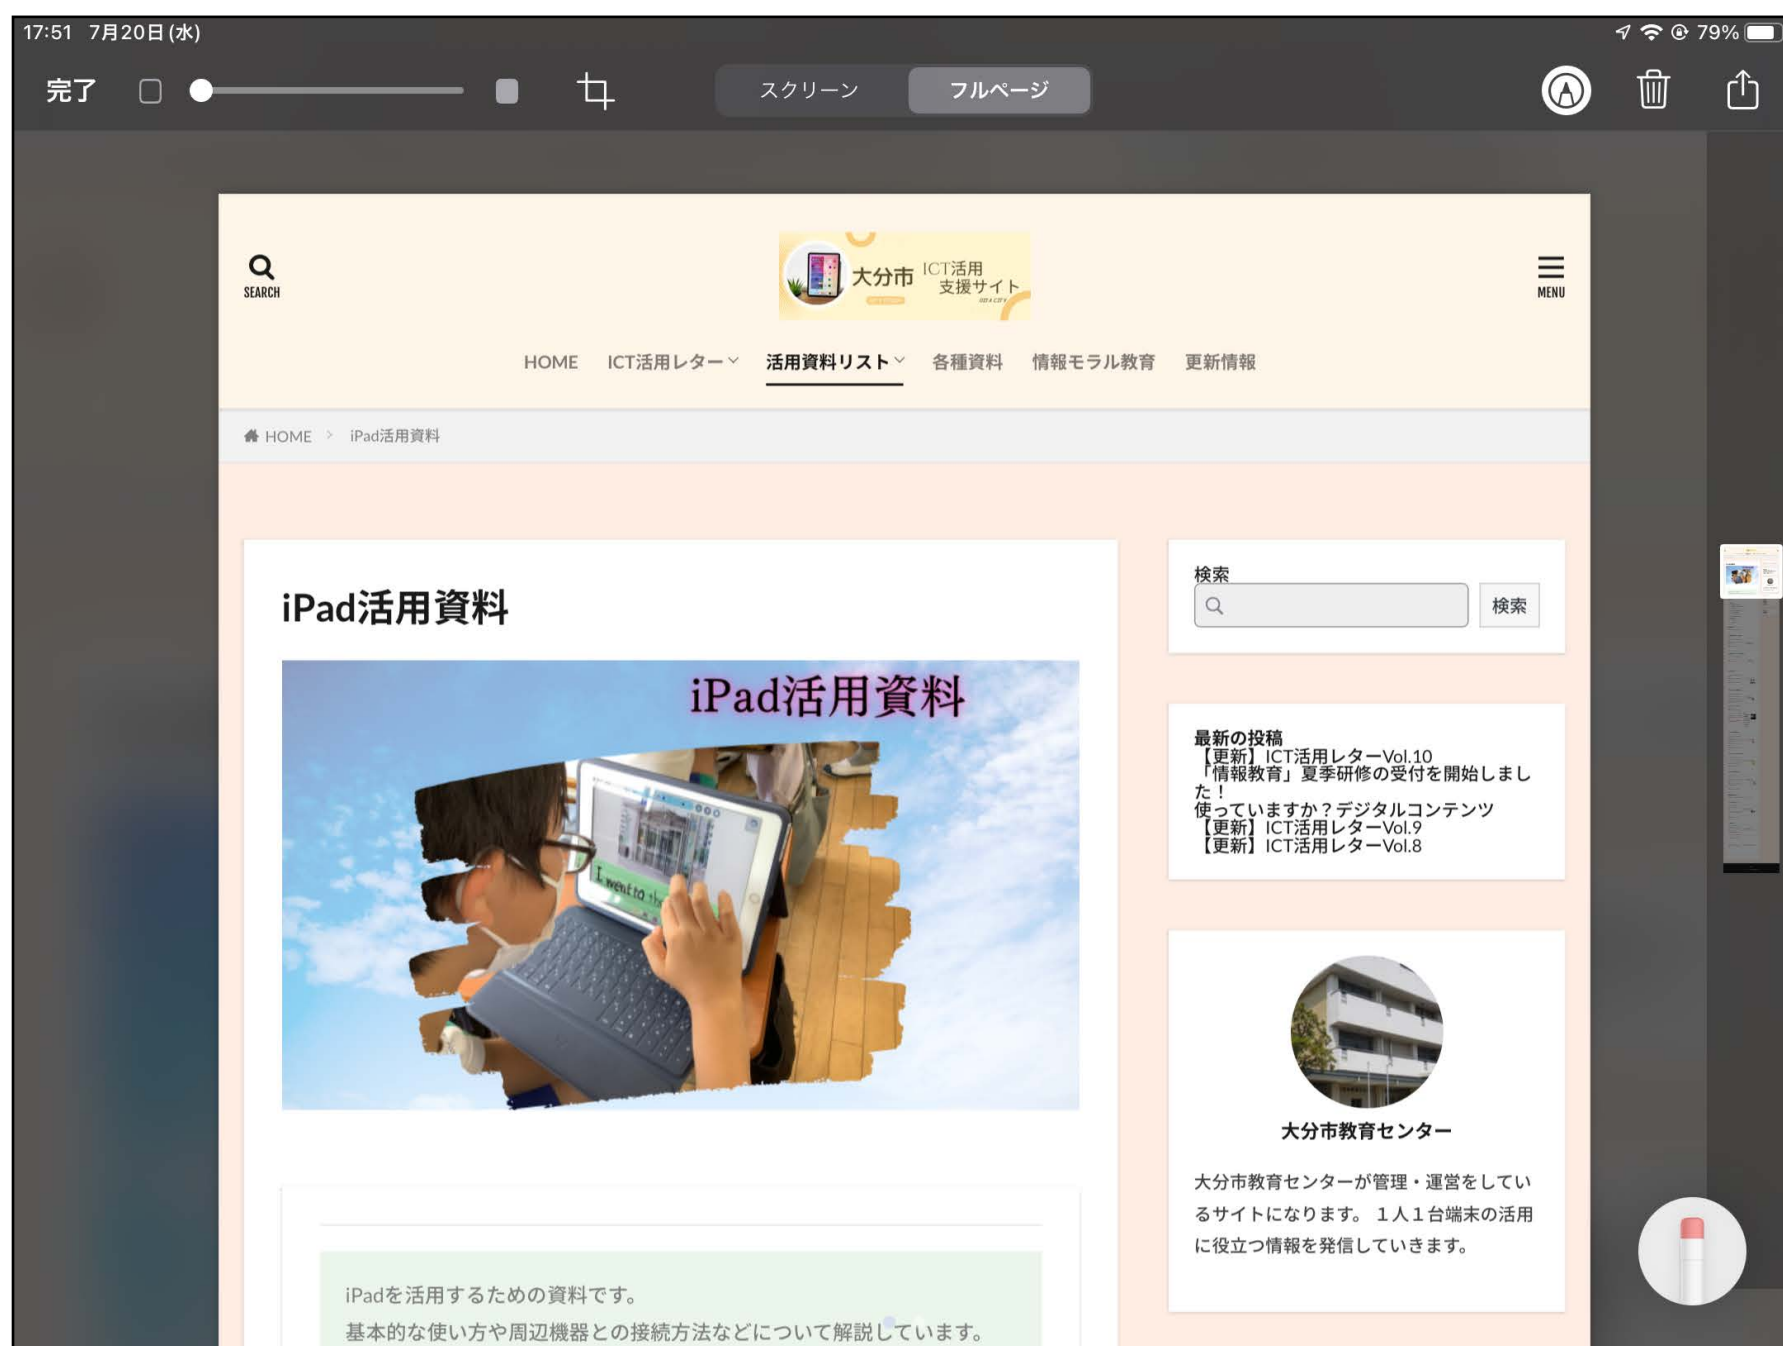 17:51 7月20日(水)
79%
完了
スクリーン
フルページ
SEARCH
大分市
ICT活用
支援サイト
MENU
HOME
ICT活用レター
活用資料リスト
各種資料
情報モラル教育
更新情報
HOME > iPad活用資料
iPad活用資料
iPad活用資料
I went to th
iPadを活用するための資料です。
基本的な使い方や周辺機器との接続方法などについて解説しています。
検索
検索
最新の投稿
【更新】ICT活用レターVol.10
「情報教育」夏季研修の受付を開始しまし
た！
使っていますか？デジタルコンテンツ
【更新】ICT活用レターVol.9
【更新】ICT活用レターVol.8
大分市教育センター
大分市教育センターが管理・運営をしてい
るサイトになります。１人１台端末の活用
に役立つ情報を発信していきます。